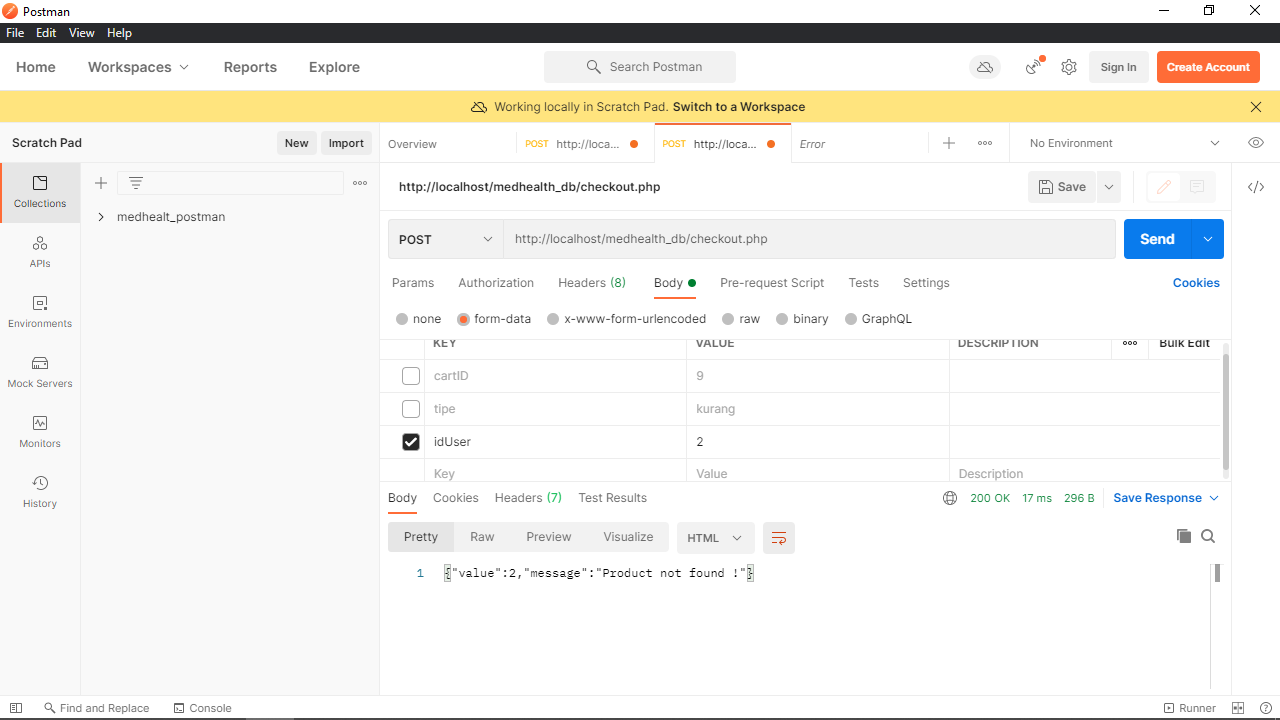 Postman
File Edit View Help
Home Workspaces Reports Explore Search Postman Sign In Create Account
Working locally in Scratch Pad. Switch to a Workspace
Scratch Pad New Import Overview POST http://loca... POST http://loca... Error No Environment
Collections
APIs
Environments
Mock Servers
Monitors
History
medhealt_postman
http://localhost/medhealth_db/checkout.php Save
POST http://localhost/medhealth_db/checkout.php Send
Params Authorization Headers (8) Body Pre-request Script Tests Settings Cookies
none form-data x-www-form-urlencoded raw binary GraphQL
KEY VALUE DESCRIPTION Bulk Edit
cartID 9
tipe kurang
idUser 2
Key Value Description
Body Cookies Headers (7) Test Results 200 OK 17 ms 296 B Save Response
Pretty Raw Preview Visualize HTML
1 {"value":2,"message":"Product not found !"}
Find and Replace Console Runner